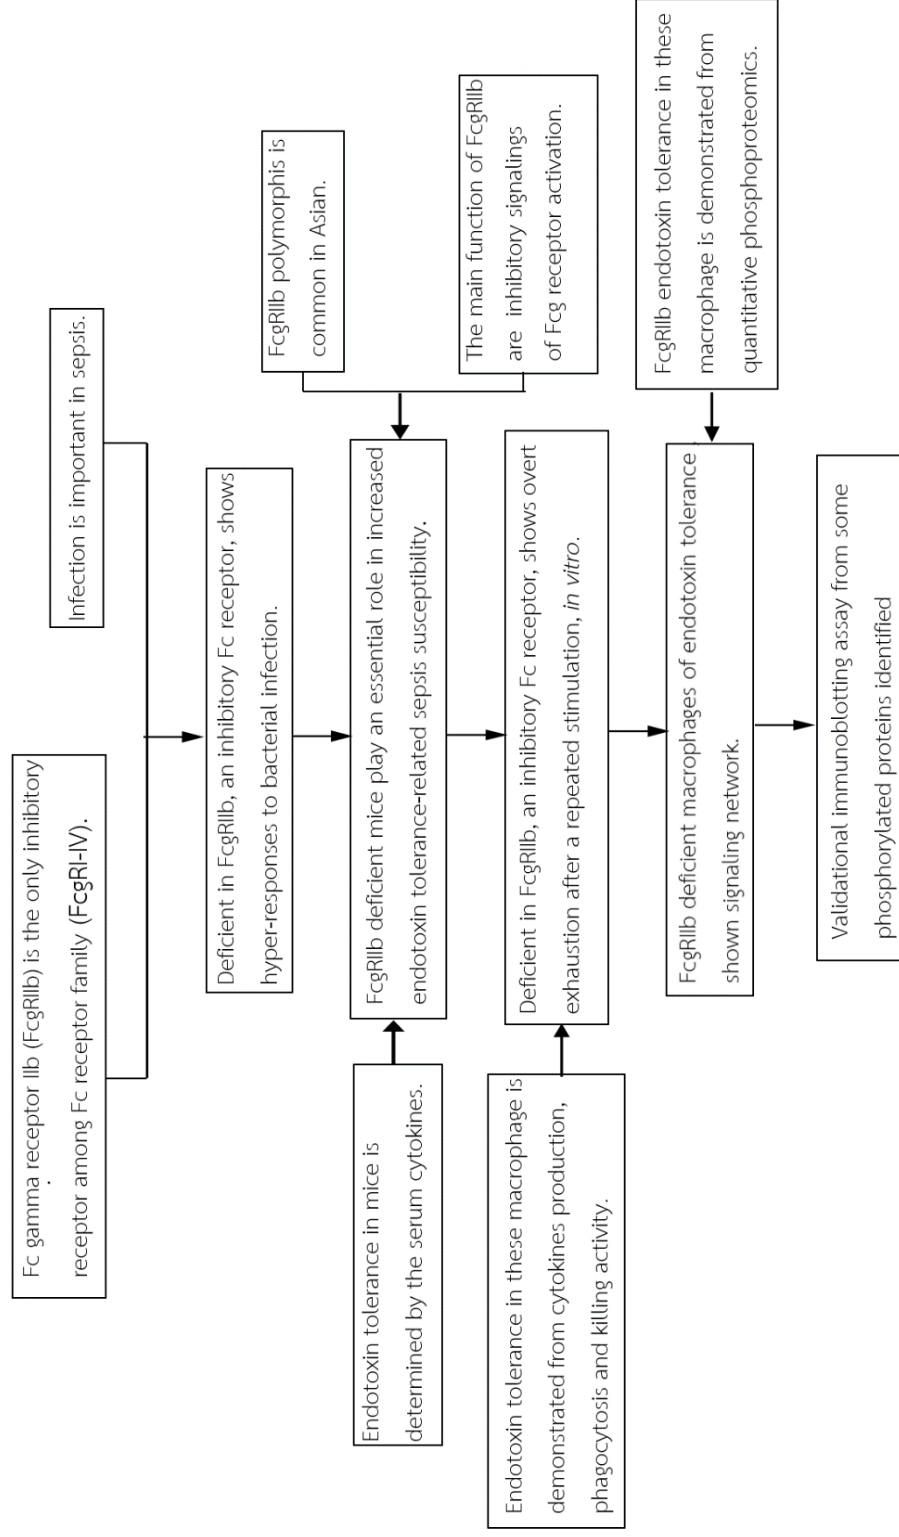 Fc gamma receptor IIb (FcgRIIb) is the only inhibitory
receptor among Fc receptor family (FcgRI-IV).
Infection is important in sepsis.
Deficient in FcgRIIb, an inhibitory Fc receptor, shows
hyper-responses to bacterial infection.
FcgRIIb polymorphis is
common in Asian.
Endotoxin tolerance in mice is
determined by the serum cytokines.
FcgRIIb deficient mice play an essential role in increased
endotoxin tolerance-related sepsis susceptibility.
The main function of FcgRIIb
are inhibitory signalings
of Fcg receptor activation.
Endotoxin tolerance in these macrophage is
demonstrated from cytokines production,
phagocytosis and killing activity.
Deficient in FcgRIIb, an inhibitory Fc receptor, shows overt
exhaustion after a repeated stimulation, in vitro.
FcgRIIb endotoxin tolerance in these
macrophage is demonstrated from
quantitative phosphoproteomics.
FcgRIIb deficient macrophages of endotoxin tolerance,
shown signaling network.
Validational immunoblotting assay from some
phosphorylated proteins identified